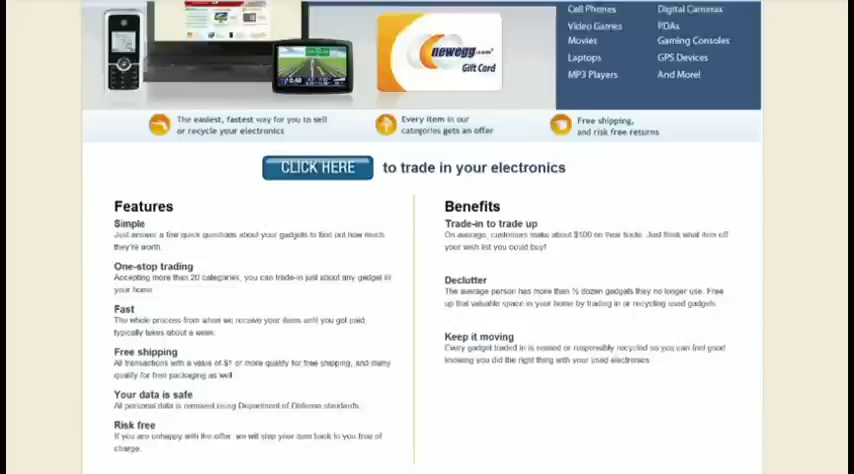 Cell Phones
Digital Cameras
Video Games
PDAs
Movies
Gaming Consoles
Laptops
GPS Devices
MP3 Players
And More!
newegg.com
Gift Card
The easiest, fastest way for you to sell
or recycle your electronics
Every item in our
categories gets an offer
Free shipping,
and risk free returns
CLICK HERE to trade in your electronics
Features
Simple
Just answer a few quick questions about your gadgets to find out how much
they're worth.
One-stop trading
Accepting more than 20 categories, you can trade-in just about any gadget in
your home.
Fast
The whole process from when we receive your items until you get paid
typically takes about a week.
Free shipping
All transactions with a value of $1 or more qualify for free shipping, and many
qualify for free packaging as well
Your data is safe
All personal data is removed using Department of Defense standards.
Risk free
If you are unhappy with the offer, we will ship your item back to you free of
charge.
Benefits
Trade-in to trade up
On average, customers make about $100 on their trade. Just think what item off
your wish list you could buy!
Declutter
The average person has more than ½ dozen gadgets they no longer use. Free
up that valuable space in your home by trading in or recycling used gadgets.
Keep it moving
Every gadget traded in is reused or responsibly recycled so you can feel good
knowing you did the right thing with your used electronics